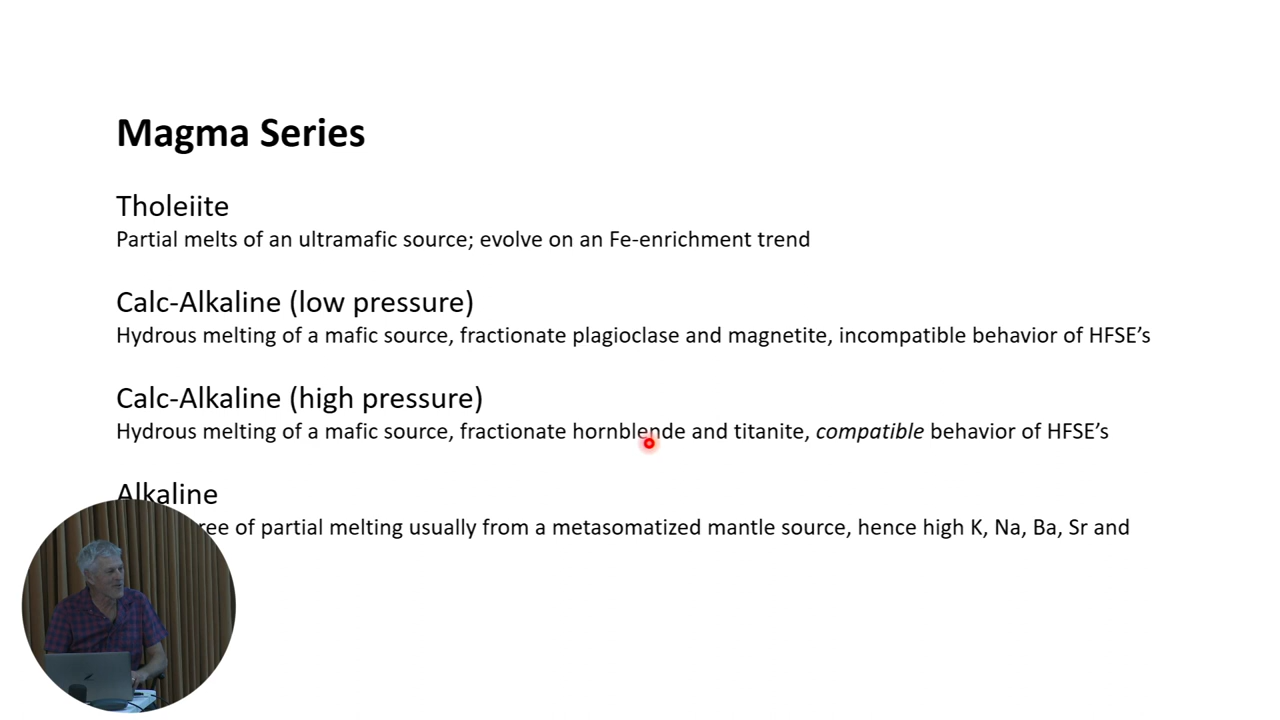 Magma Series
Tholeiite
Partial melts of an ultramafic source; evolve on an Fe-enrichment trend
Calc-Alkaline (low pressure)
Hydrous melting of a mafic source, fractionate plagioclase and magnetite, incompatible behavior of HFSE's
Calc-Alkaline (high pressure)
Hydrous melting of a mafic source, fractionate hornblende and titanite, compatible behavior of HFSE's
Alkaline
of partial melting usually from a metasomatized mantle source, hence high K, Na, Ba, Sr and